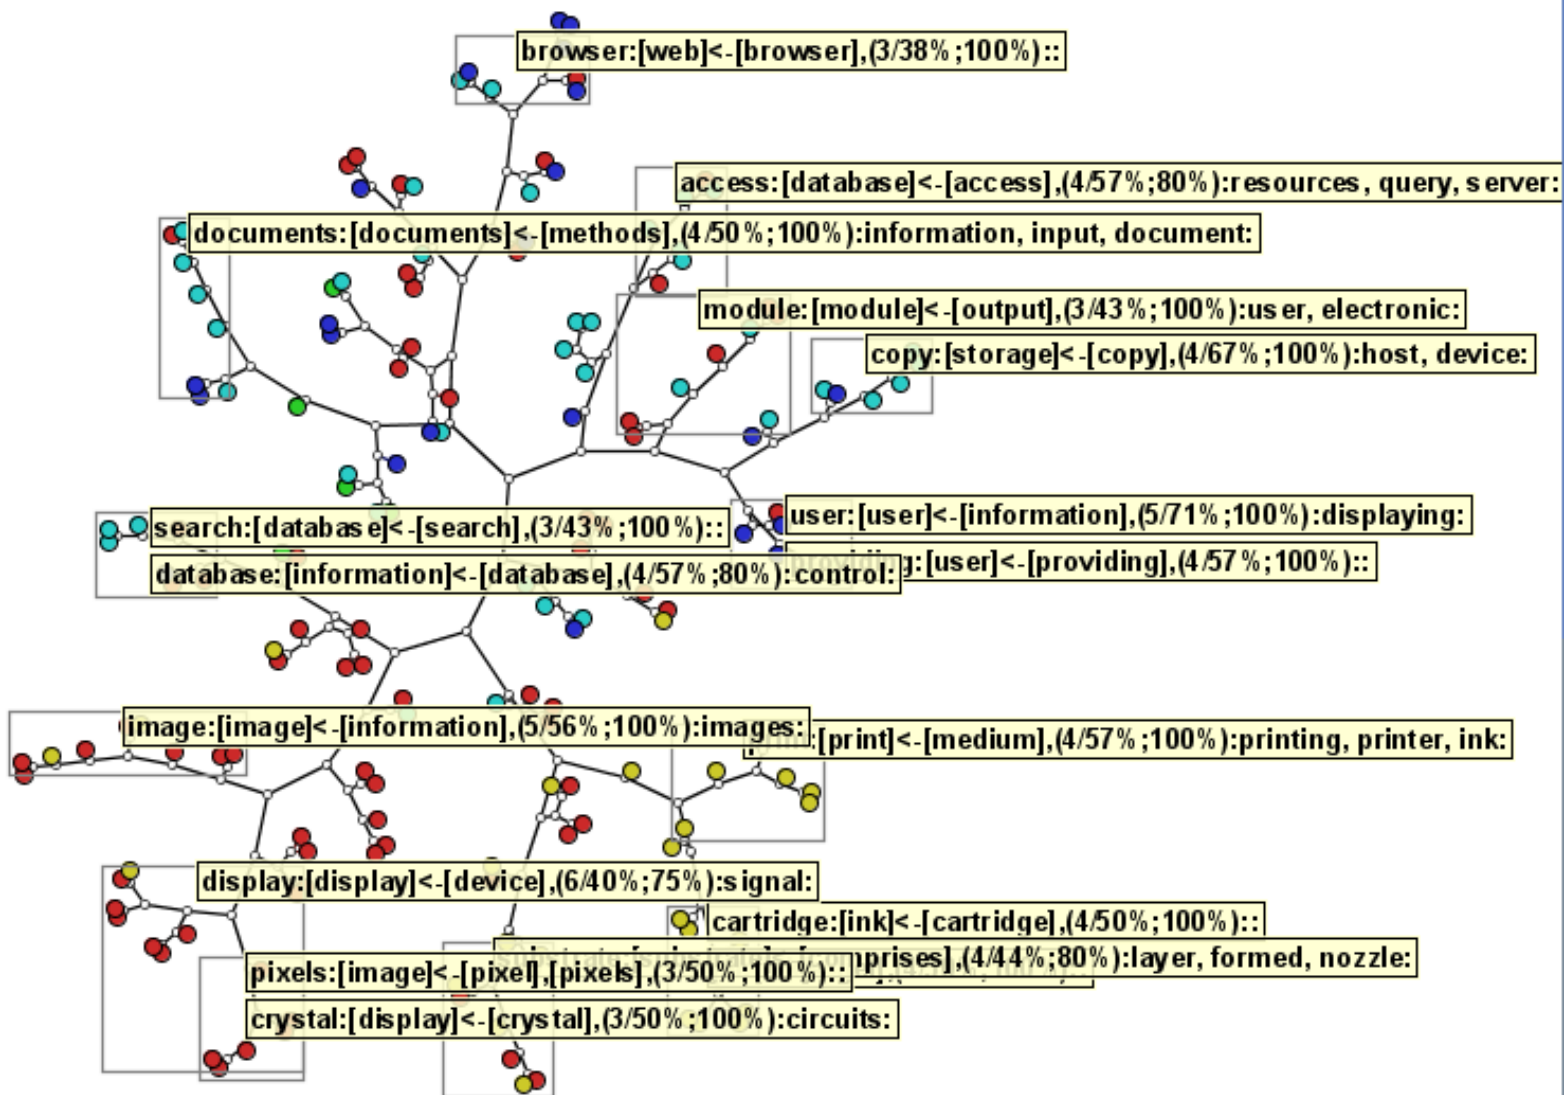 browser:[web]<-[browser],(3/38%;100%)::
access:[database]<-[access],(4/57%;80%):resources, query, server:
documents:[documents]<-[methods],(4/50%;100%):information, input, document:
module:[module]<-[output],(3/43%;100%):user, electronic:
copy:[storage]<-[copy],(4/67%;100%):host, device:
search:[database]<-[search],(3/43%;100%)::
user:[user]<-[information],(5/71%;100%):displaying:
providing:[user]<-[providing],(4/57%;100%)::
database:[information]<-[database],(4/57%;80%):control:
image:[image]<-[information],(5/56%;100%):images:
:[print]<-[medium],(4/57%;100%):printing, printer, ink:
display:[display]<-[device],(6/40%;75%):signal:
cartridge:[ink]<-[cartridge],(4/50%;100%)::
substrate:[substrate]<-[comprises],(4/44%;80%):layer, formed, nozzle:
pixels:[image]<-[pixel],[pixels],(3/50%;100%)::
crystal:[display]<-[crystal],(3/50%;100%):circuits: